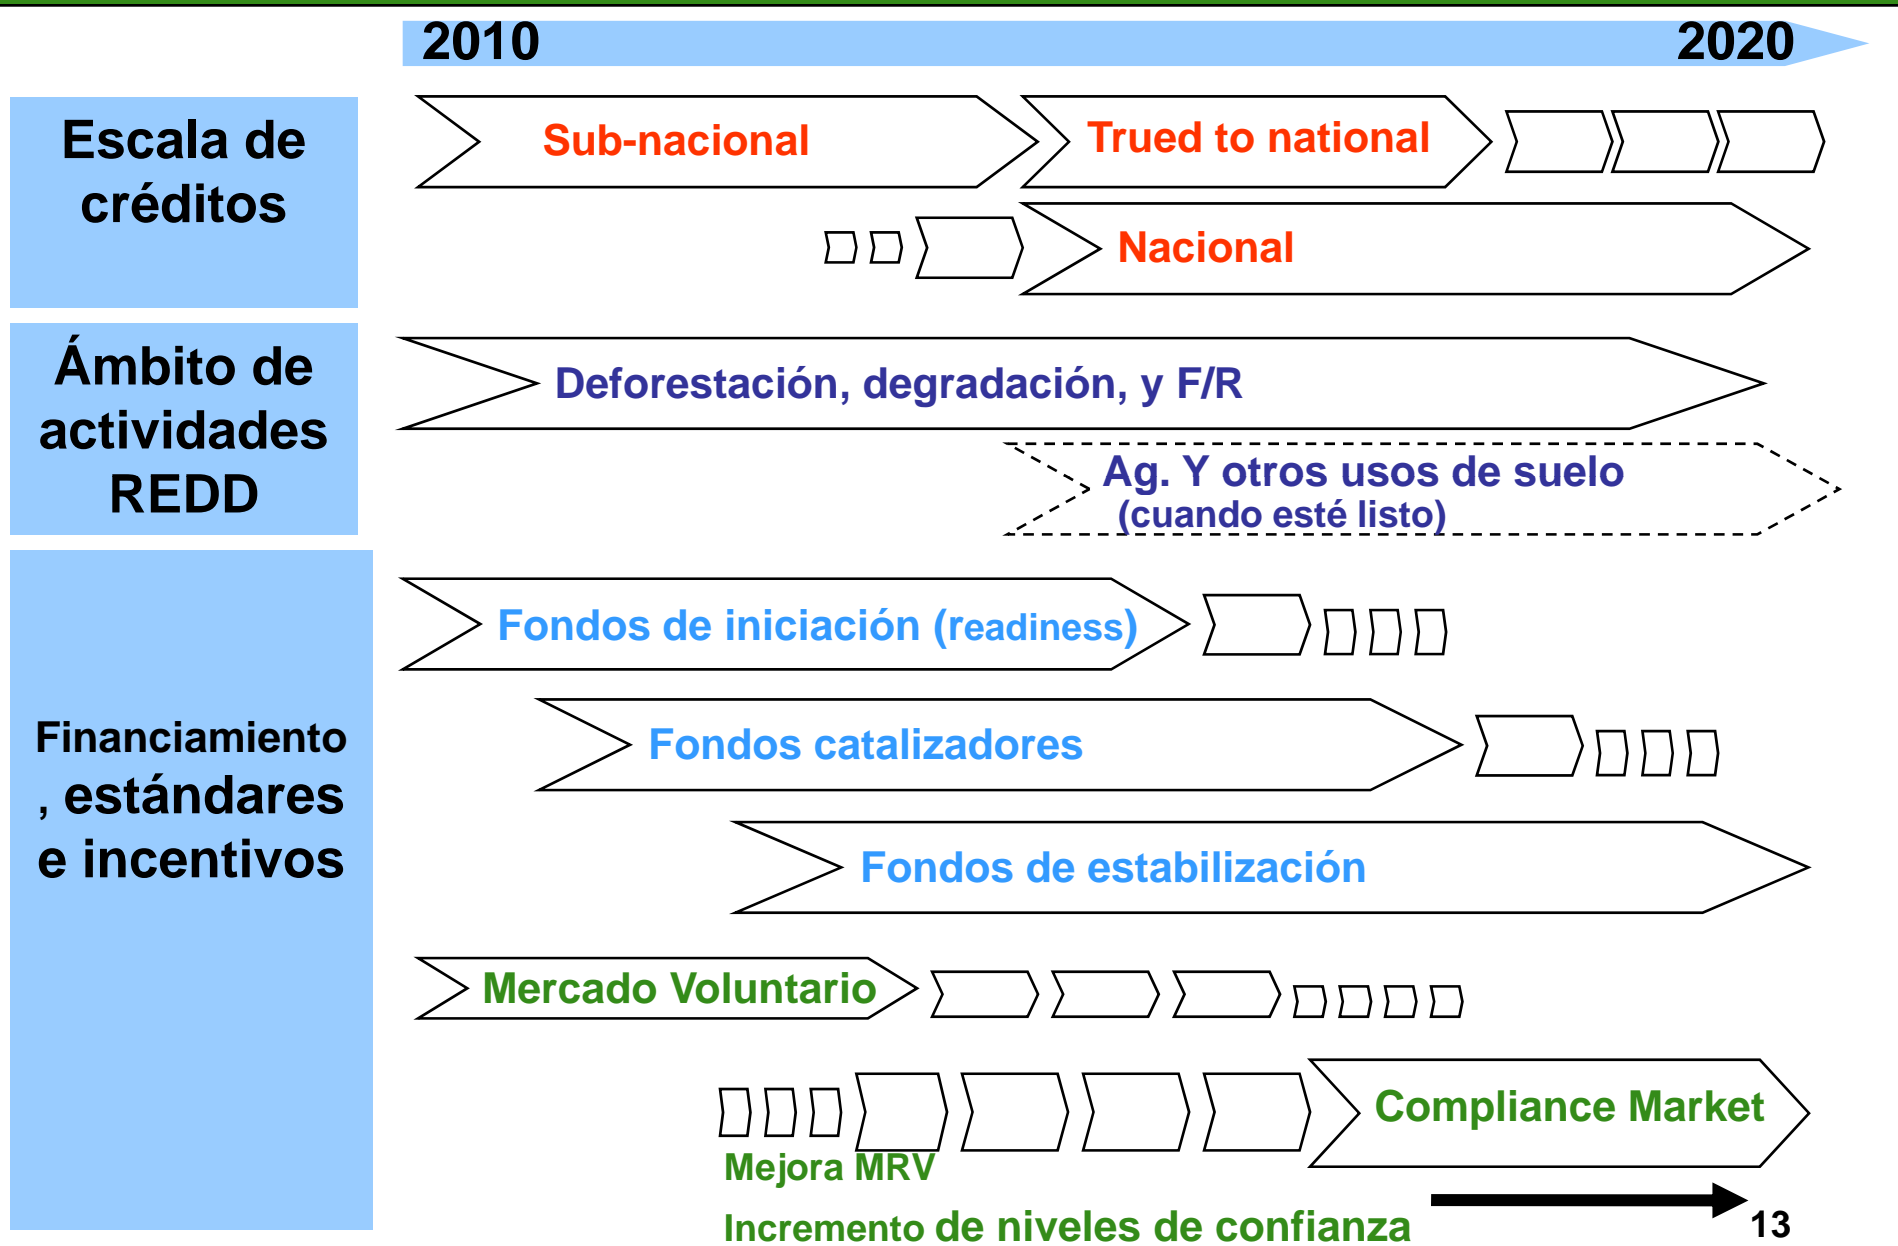 2010 2020
Escala de
créditos
Sub-nacional
Trued to national
Nacional
Ámbito de
actividades
REDD
Deforestación, degradación, y F/R
Ag. Y otros usos de suelo
(cuando esté listo)
Financiamiento
, estándares
e incentivos
Fondos de iniciación (readiness)
Fondos catalizadores
Fondos de estabilización
Mercado Voluntario
Compliance Market
Mejora MRV
Incremento de niveles de confianza
13